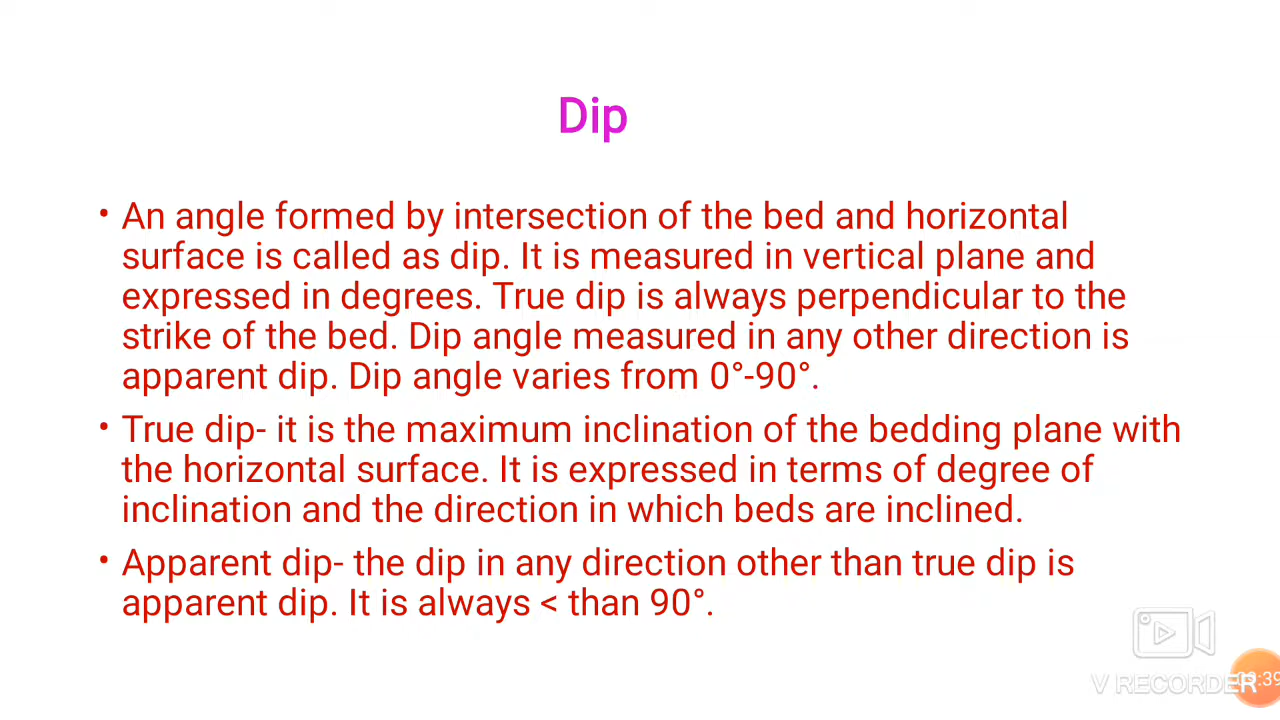 Dip
• An angle formed by intersection of the bed and horizontal
surface is called as dip. It is measured in vertical plane and
expressed in degrees. True dip is always perpendicular to the
strike of the bed. Dip angle measured in any other direction is
apparent dip. Dip angle varies from 0°-90°.
• True dip- it is the maximum inclination of the bedding plane with
the horizontal surface. It is expressed in terms of degree of
inclination and the direction in which beds are inclined.
• Apparent dip- the dip in any direction other than true dip is
apparent dip. It is always < than 90°.
V RECORDER